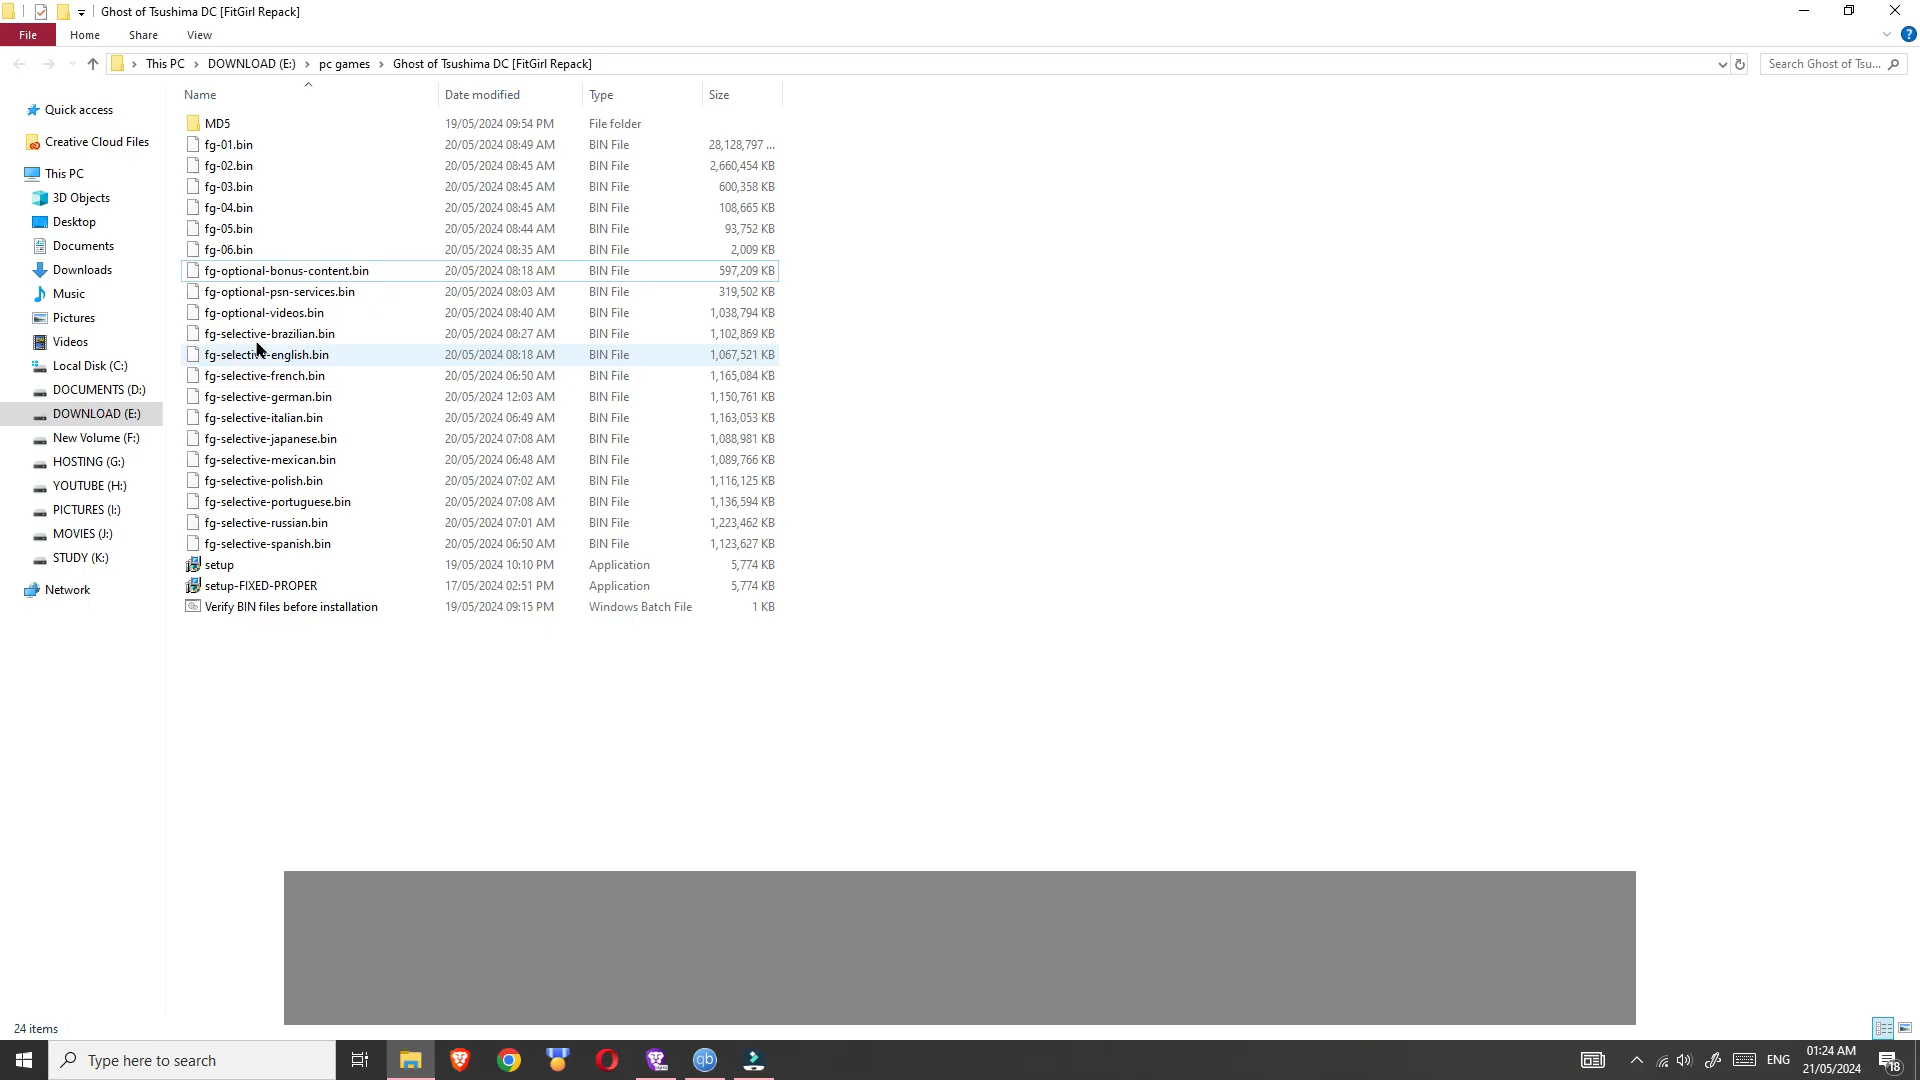 Ghost of Tsushima DC [FitGirl Repack]
File Home Share View
This PC DOWNLOAD (E:) pc games Ghost of Tsushima DC [FitGirl Repack]
Search Ghost of Tsu...
Quick access
Creative Cloud Files
This PC
3D Objects
Desktop
Documents
Downloads
Music
Pictures
Videos
Local Disk (C:)
DOCUMENTS (D:)
DOWNLOAD (E:)
New Volume (F:)
HOSTING (G:)
YOUTUBE (H:)
PICTURES (I:)
MOVIES (J:)
STUDY (K:)
Network
Name Date modified Type Size
MD5 19/05/2024 09:54 PM File folder
fg-01.bin 20/05/2024 08:49 AM BIN File 28,128,797 ...
fg-02.bin 20/05/2024 08:45 AM BIN File 2,660,454 KB
fg-03.bin 20/05/2024 08:45 AM BIN File 600,358 KB
fg-04.bin 20/05/2024 08:45 AM BIN File 108,665 KB
fg-05.bin 20/05/2024 08:44 AM BIN File 93,752 KB
fg-06.bin 20/05/2024 08:35 AM BIN File 2,009 KB
fg-optional-bonus-content.bin 20/05/2024 08:18 AM BIN File 597,209 KB
fg-optional-psn-services.bin 20/05/2024 08:03 AM BIN File 319,502 KB
fg-optional-videos.bin 20/05/2024 08:40 AM BIN File 1,038,794 KB
fg-selective-brazilian.bin 20/05/2024 08:27 AM BIN File 1,102,869 KB
fg-selective-english.bin 20/05/2024 08:18 AM BIN File 1,067,521 KB
fg-selective-french.bin 20/05/2024 06:50 AM BIN File 1,165,084 KB
fg-selective-german.bin 20/05/2024 12:03 AM BIN File 1,150,761 KB
fg-selective-italian.bin 20/05/2024 06:49 AM BIN File 1,163,053 KB
fg-selective-japanese.bin 20/05/2024 07:08 AM BIN File 1,088,981 KB
fg-selective-mexican.bin 20/05/2024 06:48 AM BIN File 1,089,766 KB
fg-selective-polish.bin 20/05/2024 07:02 AM BIN File 1,116,125 KB
fg-selective-portuguese.bin 20/05/2024 07:08 AM BIN File 1,136,594 KB
fg-selective-russian.bin 20/05/2024 07:01 AM BIN File 1,223,462 KB
fg-selective-spanish.bin 20/05/2024 06:50 AM BIN File 1,123,627 KB
setup 19/05/2024 10:10 PM Application 5,774 KB
setup-FIXED-PROPER 17/05/2024 02:51 PM Application 5,774 KB
Verify BIN files before installation 19/05/2024 09:15 PM Windows Batch File 1 KB
24 items
Type here to search
qb
ENG
01:24 AM
21/05/2024
18